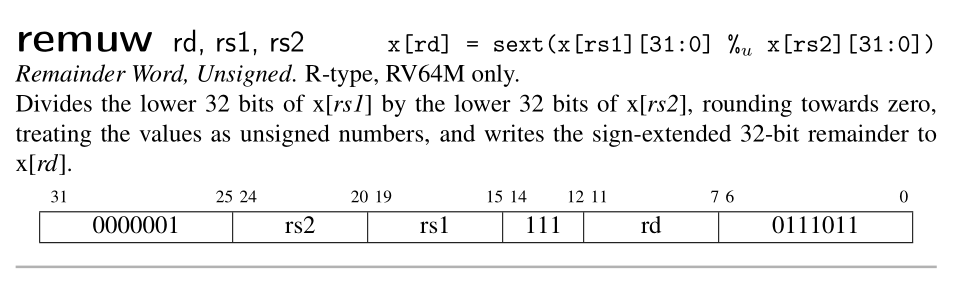 remuw rd, rs1, rs2 x[rd] = sext(x[rs1][31:0] %u x[rs2][31:0])
Remainder Word, Unsigned. R-type, RV64M only.
Divides the lower 32 bits of x[rs1] by the lower 32 bits of x[rs2], rounding towards zero,
treating the values as unsigned numbers, and writes the sign-extended 32-bit remainder to
x[rd].
31 25 24 20 19 15 14 12 11 7 6 0
0000001 rs2 rs1 111 rd 0111011